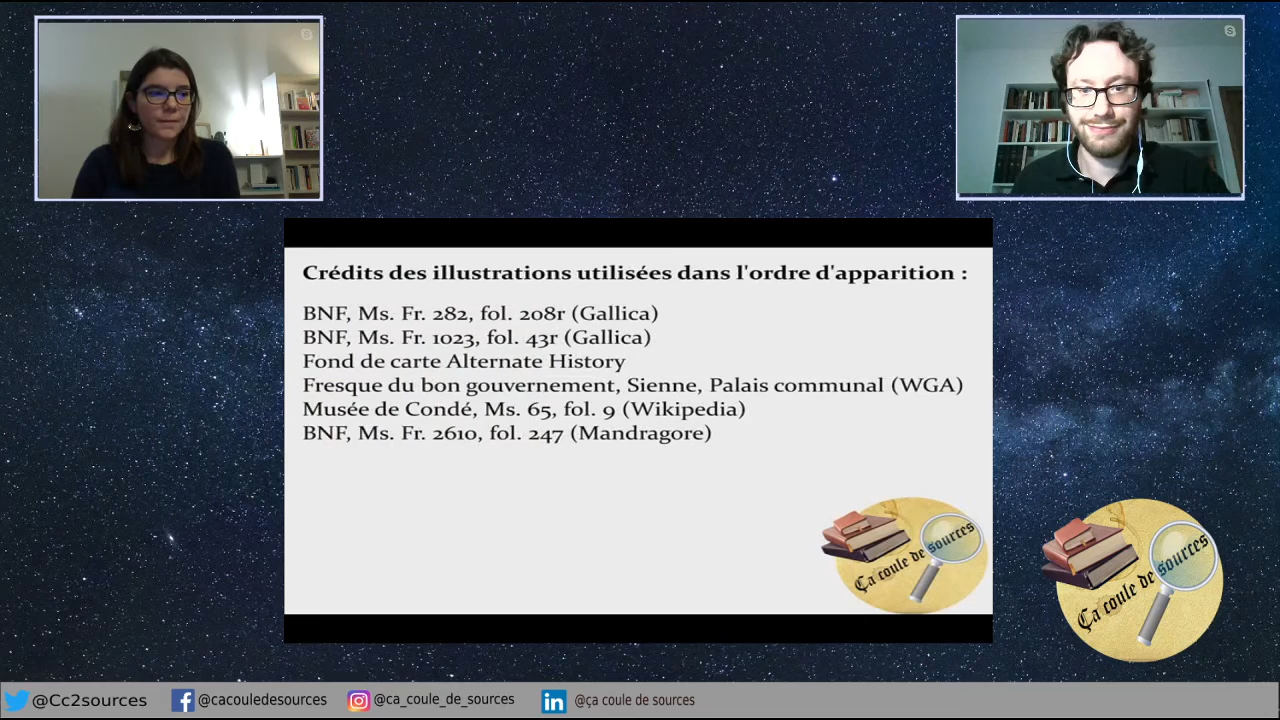 Crédits des illustrations utilisées dans l'ordre d'apparition :
BNF, Ms. Fr. 282, fol. 208r (Gallica)
BNF, Ms. Fr. 1023, fol. 43r (Gallica)
Fond de carte Alternate History
Fresque du bon gouvernement, Sienne, Palais communal (WGA)
Musée de Condé, Ms. 65, fol. 9 (Wikipedia)
BNF, Ms. Fr. 2610, fol. 247 (Mandragore)
Ça coule de sources
Ça coule de sources
@Cc2sources @cacouledesources @ca_coule_de_sources @ça coule de sources